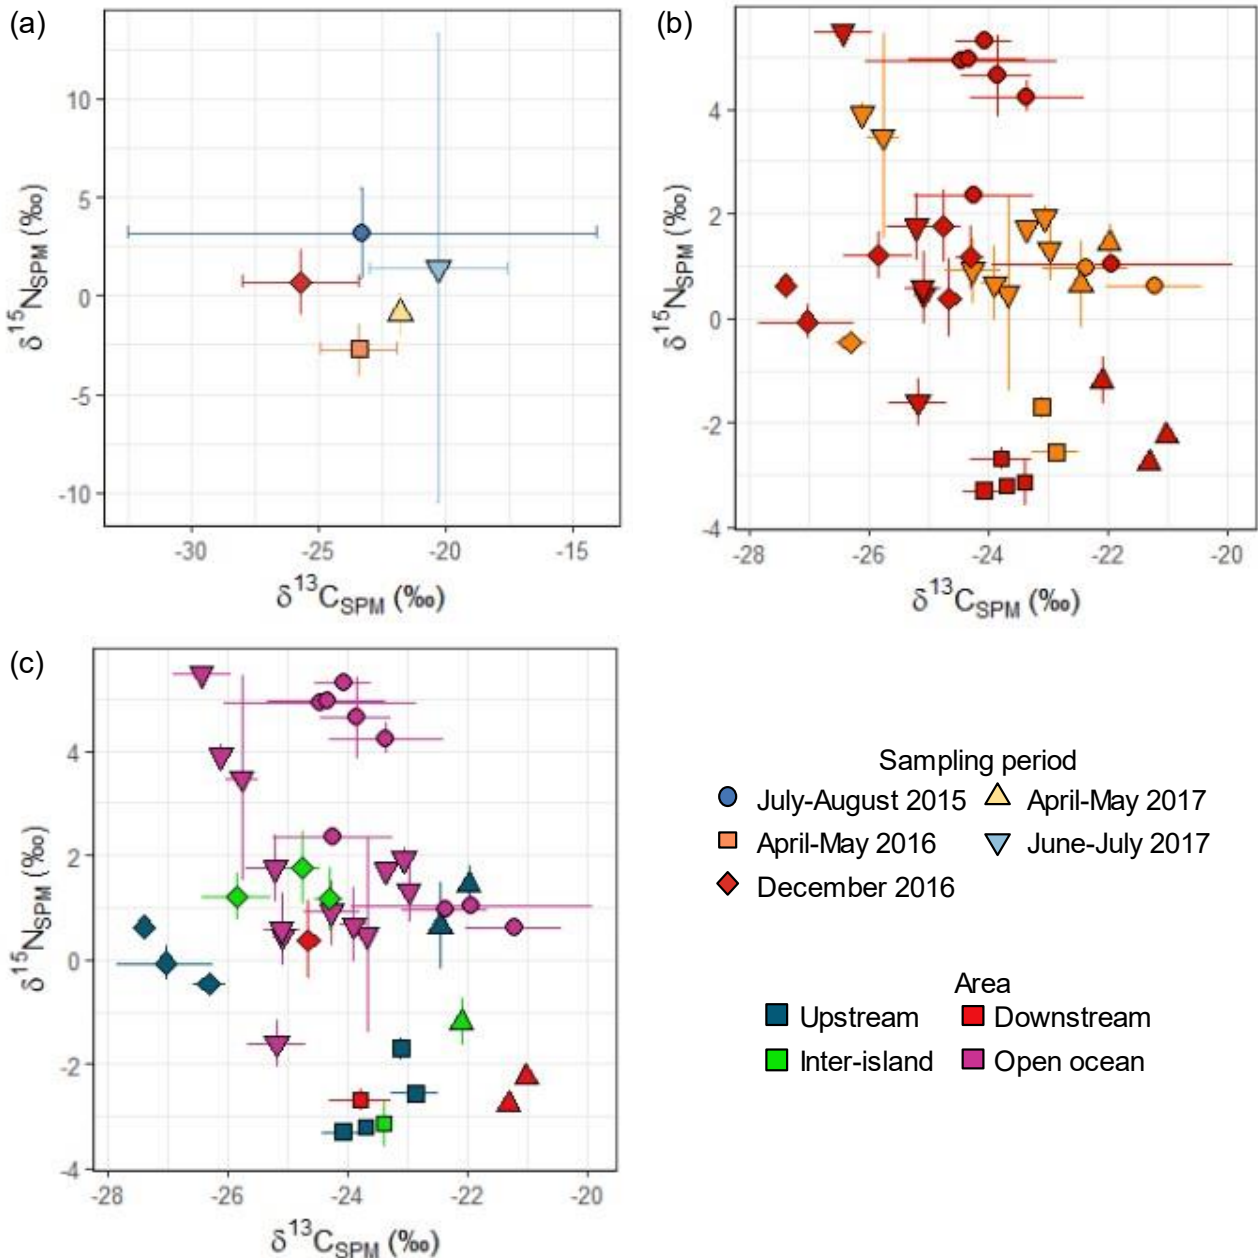 (a)
10
5
0
-5
-10
δ15NSPM (‰)
-30 -25 -20 -15
δ13CSPM (‰)
(b)
4
2
0
-2
-4
δ15NSPM (‰)
-28 -26 -24 -22 -20
δ13CSPM (‰)
(c)
4
2
0
-2
-4
δ15NSPM (‰)
-28 -26 -24 -22 -20
δ13CSPM (‰)
Sampling period
July-August 2015 April-May 2017
April-May 2016 June-July 2017
December 2016
Area
Upstream Downstream
Inter-island Open ocean